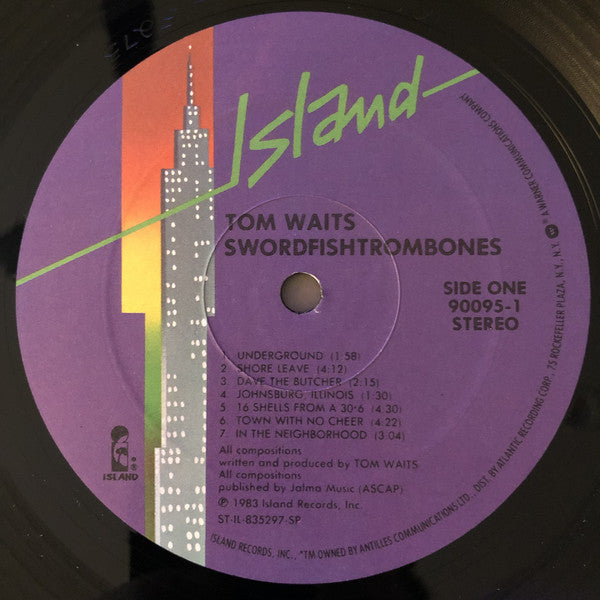 Island
TOM WAITS
SWORDFISHTROMBONES
SIDE ONE
90095-1
STEREO
1. UNDERGROUND (1:58)
2. SHORE LEAVE (4:12)
3. DAVE THE BUTCHER (2:15)
4. JOHNSBURG, ILLINOIS (1:30)
5. 16 SHELLS FROM A 30•6 (4:30)
6. TOWN WITH NO CHEER (4:22)
7. IN THE NEIGHBORHOOD (3:04)
All compositions
written and produced by TOM WAITS
All compositions
published by Jalma Music (ASCAP)
℗ 1983 Island Records, Inc.
ST-IL-835297-SP
ISLAND®
ISLAND RECORDS, INC., *TM OWNED BY ANTILLES COMMUNICATIONS LTD., DIST. BY ATLANTIC RECORDING CORP., 75 ROCKEFELLER PLAZA, N.Y., N.Y. A WARNER COMMUNICATIONS COMPANY